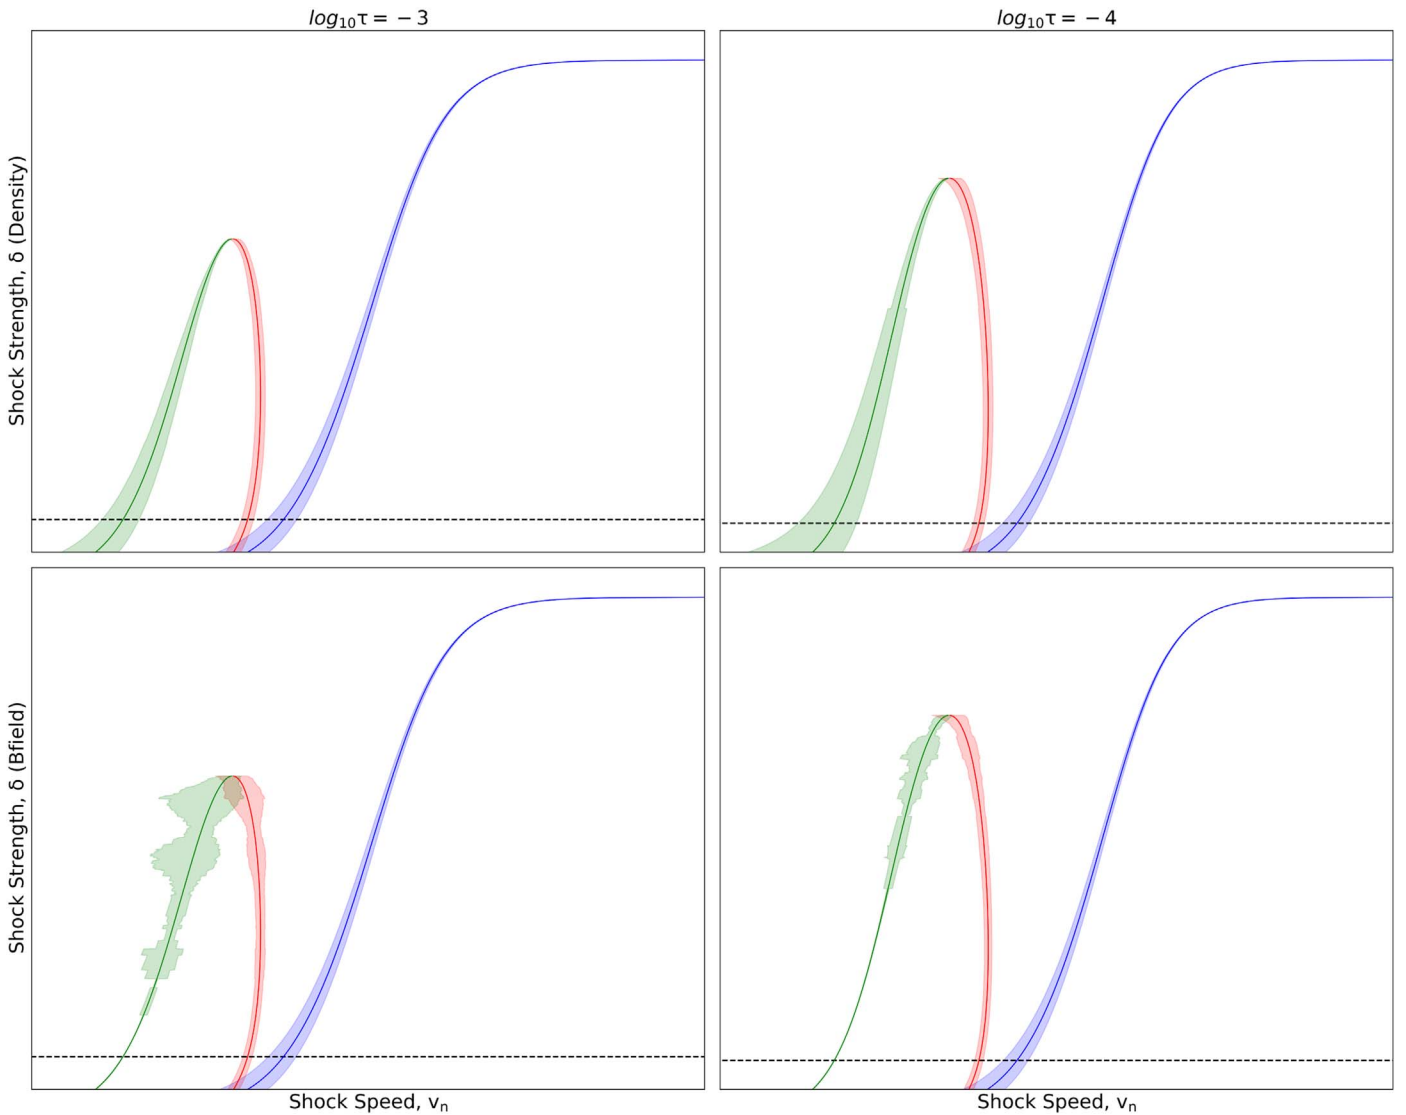 log₁₀τ = − 3
log₁₀τ = − 4
Shock Strength, δ (Density)
Shock Strength, δ (Bfield)
Shock Speed, vₙ
Shock Speed, vₙ